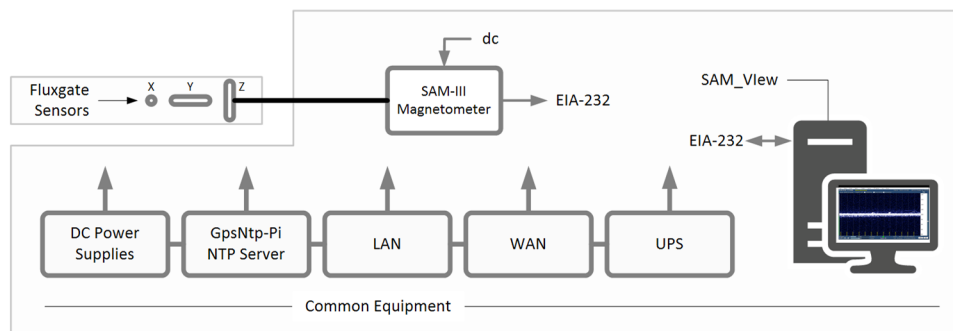 dc
Fluxgate
Sensors
X
Y
Z
SAM-III
Magnetometer
EIA-232
SAM_VIew
EIA-232
DC Power
Supplies
GpsNtp-Pi
NTP Server
LAN
WAN
UPS
Common Equipment